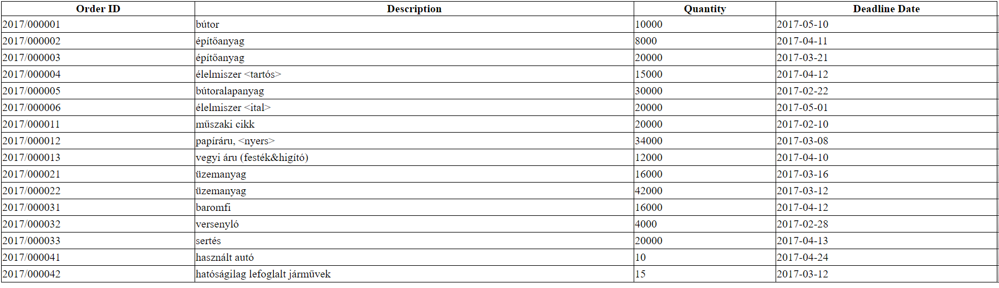 Order ID Description Quantity Deadline Date
2017/000001 bútor 10000 2017-05-10
2017/000002 építőanyag 8000 2017-04-11
2017/000003 építőanyag 20000 2017-03-21
2017/000004 élelmiszer <tartós> 15000 2017-04-12
2017/000005 bútoralapanyag 30000 2017-02-22
2017/000006 élelmiszer <ital> 20000 2017-05-01
2017/000011 műszaki cikk 20000 2017-02-10
2017/000012 papíráru, <nyers> 34000 2017-03-08
2017/000013 vegyi áru (festék&higító) 12000 2017-04-10
2017/000021 üzemanyag 16000 2017-03-16
2017/000022 üzemanyag 42000 2017-03-12
2017/000031 baromfi 16000 2017-04-12
2017/000032 versenyló 4000 2017-02-28
2017/000033 sertés 20000 2017-04-13
2017/000041 használt autó 10 2017-04-24
2017/000042 hatóságilag lefoglalt járművek 15 2017-03-12